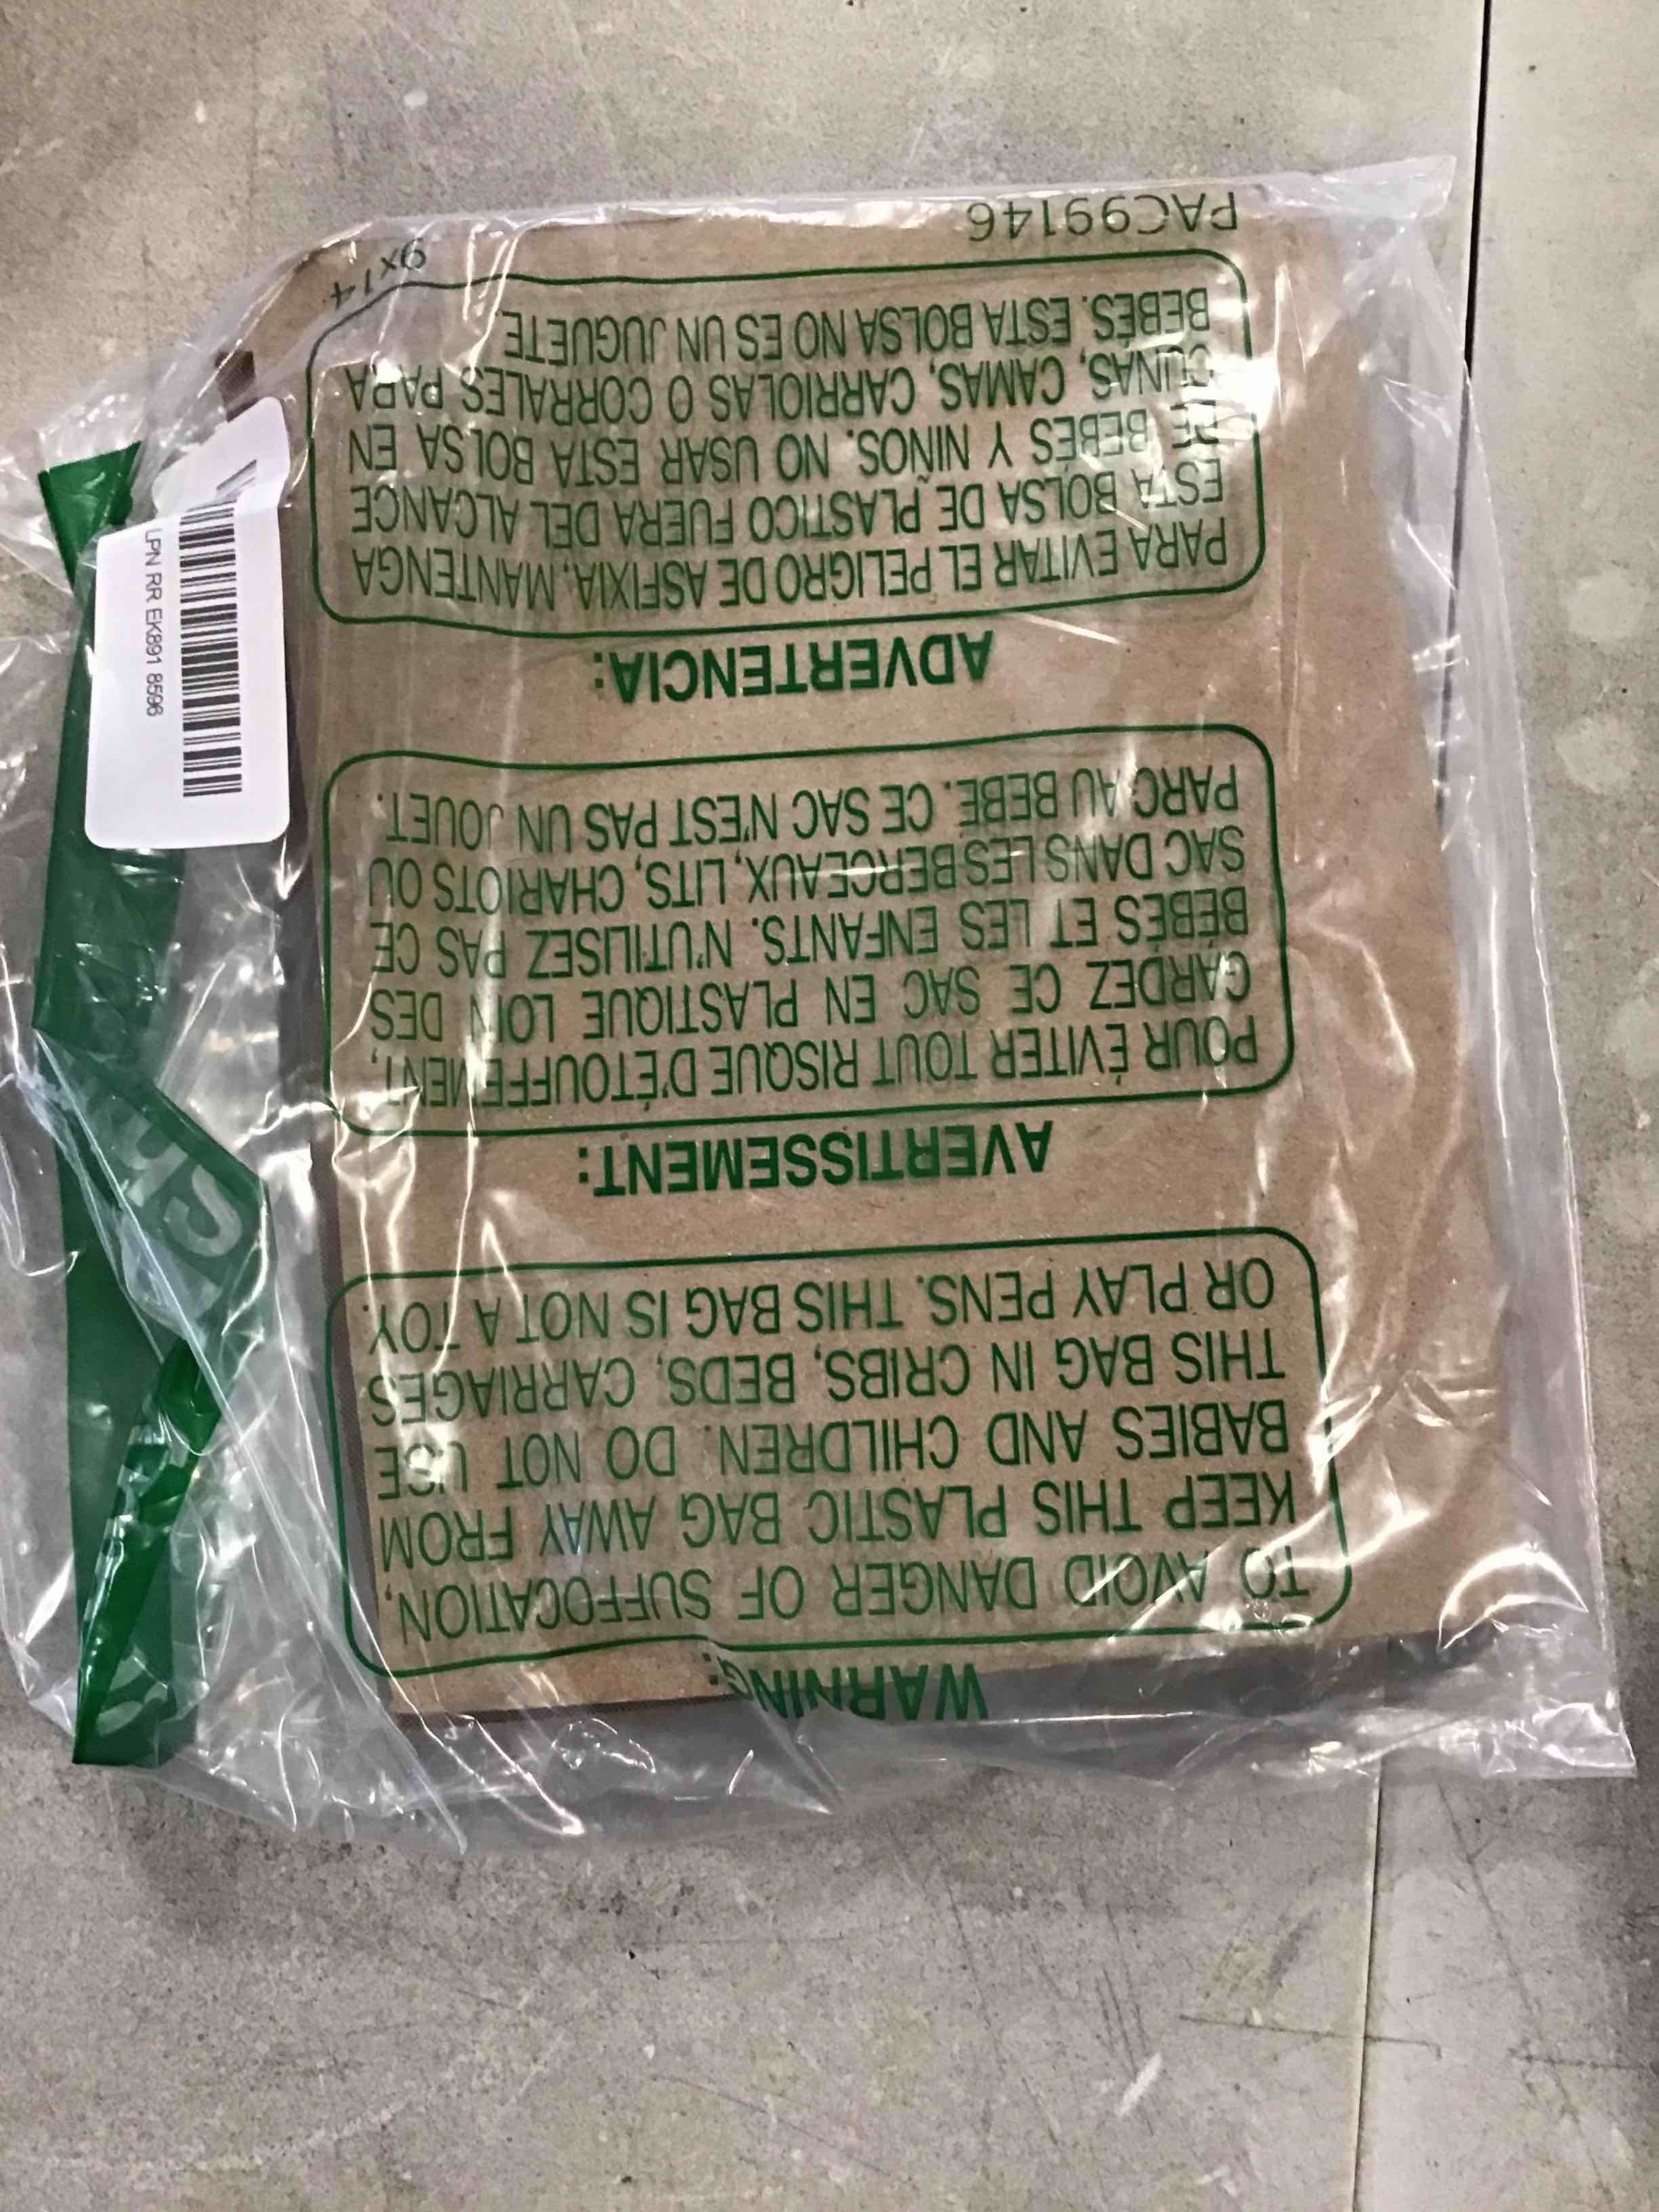 WARNING:
TO AVOID DANGER OF SUFFOCATION,
KEEP THIS PLASTIC BAG AWAY FROM
BABIES AND CHILDREN. DO NOT USE
THIS BAG IN CRIBS, BEDS, CARRIAGES
OR PLAY PENS. THIS BAG IS NOT A TOY.
AVERTISSEMENT:
POUR ÉVITER TOUT RISQUE D'ÉTOUFFEMENT,
GARDEZ CE SAC EN PLASTIQUE LOIN DES
BÉBÉS ET LES ENFANTS. N'UTILISEZ PAS CE
SAC DANS LES BERCEAUX, LITS, CHARIOTS OU
PARC AU BEBE. CE SAC N'EST PAS UN JOUET.
ADVERTENCIA:
PARA EVITAR EL PELIGRO DE ASFIXIA, MANTENGA
ESTA BOLSA DE PLASTICO FUERA DEL ALCANCE
DE BEBES Y NIÑOS. NO USAR ESTA BOLSA EN
CUNAS, CAMAS, CARRIOLAS O CORRALES PARA
BEBÉS. ESTA BOLSA NO ES UN JUGUETE.
PAC99146
9x14
LPN RR EK891 8596